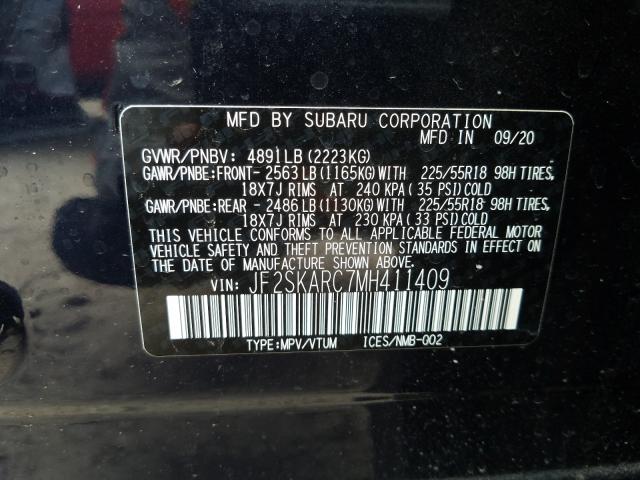 MFD BY SUBARU CORPORATION
MFD IN 09/20
GVWR/PNBV: 4891LB (2223KG)
GAWR/PNBE:FRONT- 2563LB (1165KG) WITH 225/55R18 98H TIRES,
18X7J RIMS AT 240 KPA (35 PSI) COLD
GAWR/PNBE:REAR - 2486LB (1130KG) WITH 225/55R18 98H TIRES,
18X7J RIMS AT 230 KPA (33 PSI) COLD
THIS VEHICLE CONFORMS TO ALL APPLICABLE FEDERAL MOTOR
VEHICLE SAFETY AND THEFT PREVENTION STANDARDS IN EFFECT ON
THE DATE OF MANUFACTURE SHOWN ABOVE.
VIN: JF2SKARC7MH411409
TYPE:MPV/VTUM ICES/NMB-002